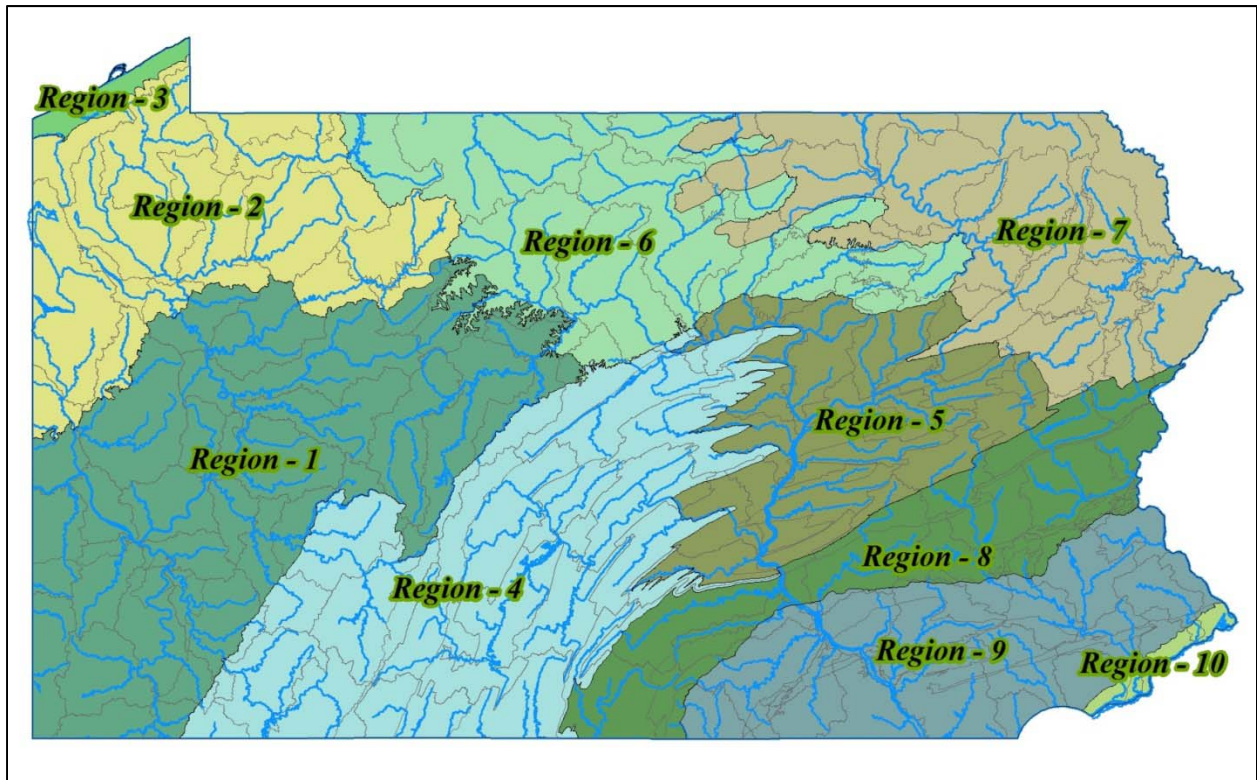 Region - 3
Region - 2
Region - 6
Region - 7
Region - 5
Region - 1
Region - 8
Region - 4
Region - 9
Region - 10